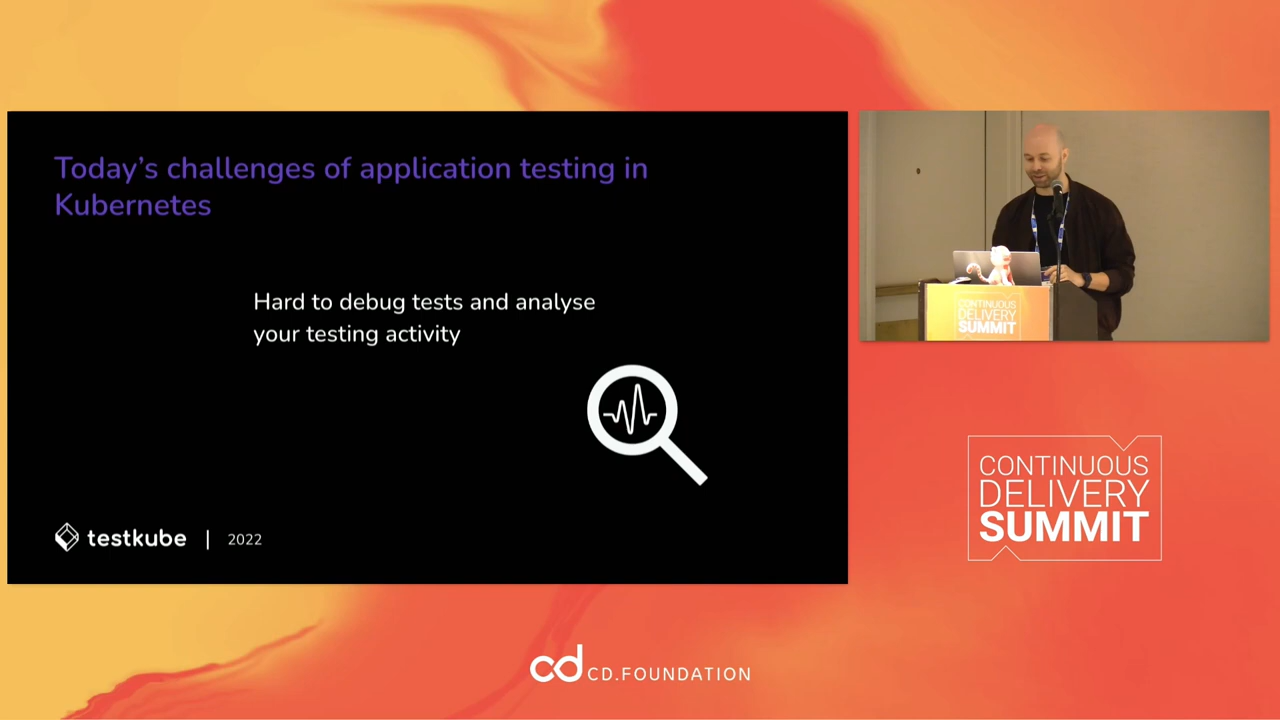 Today’s challenges of application testing in
Kubernetes
Hard to debug tests and analyse
your testing activity
testkube | 2022
CONTINUOUS
DELIVERY
SUMMIT
CONTINUOUS
DELIVERY
SUMMIT
cd CD.FOUNDATION